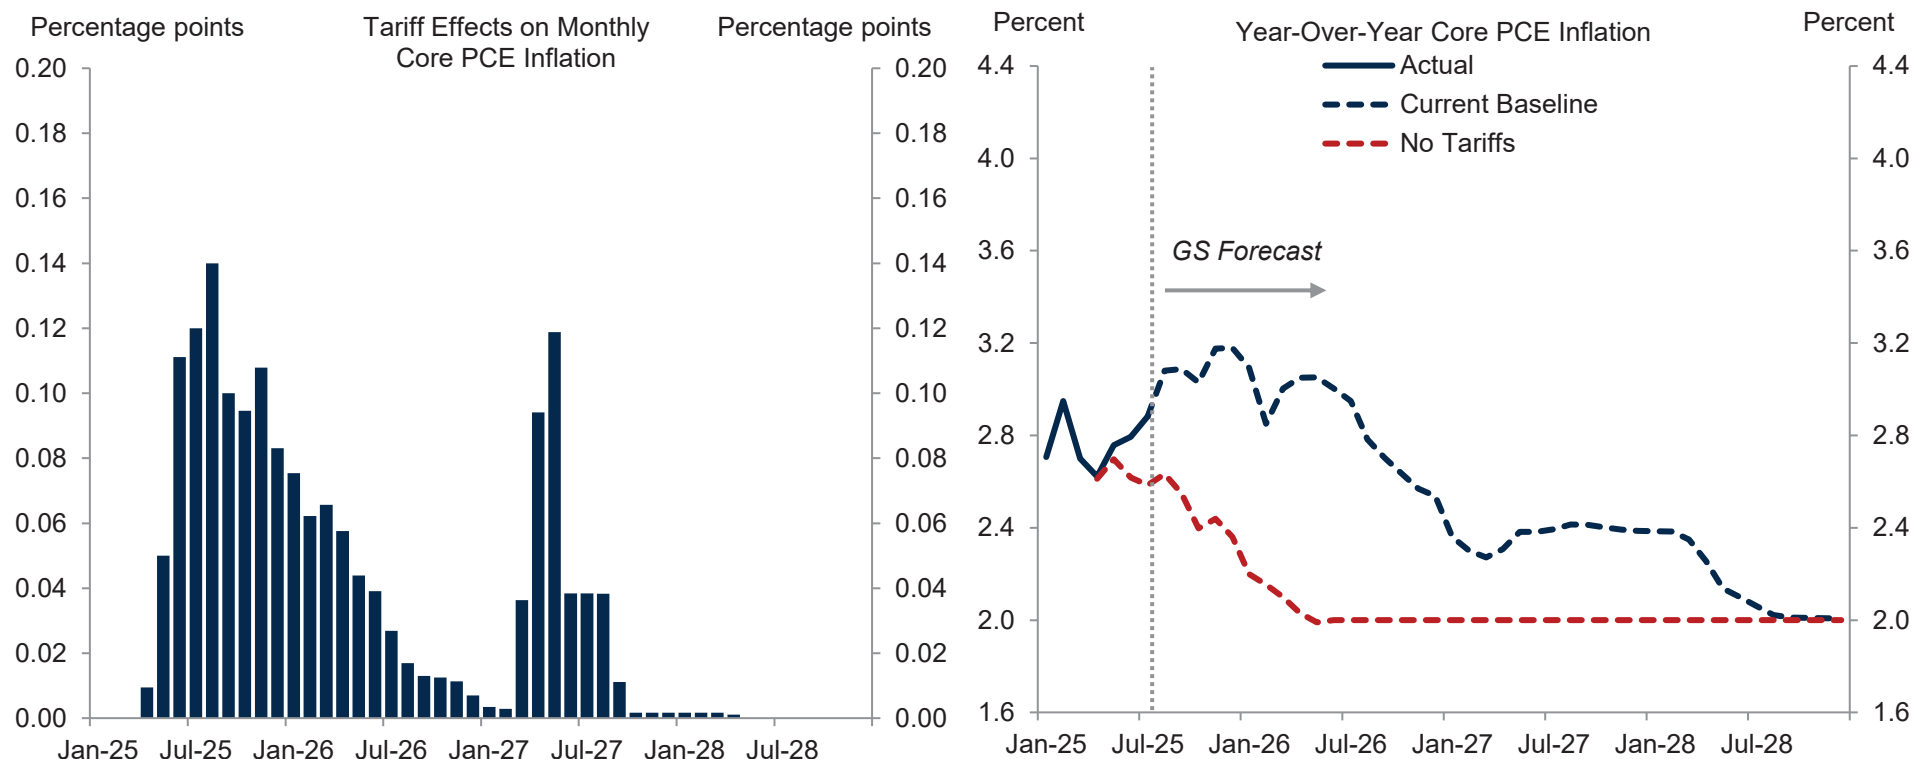 Percentage points
Tariff Effects on Monthly
Core PCE Inflation
Percentage points
0.20
0.18
0.16
0.14
0.12
0.10
0.08
0.06
0.04
0.02
0.00
0.20
0.18
0.16
0.14
0.12
0.10
0.08
0.06
0.04
0.02
0.00
Jan-25 Jul-25 Jan-26 Jul-26 Jan-27 Jul-27 Jan-28 Jul-28
Percent
Year-Over-Year Core PCE Inflation
Percent
Actual
Current Baseline
No Tariffs
GS Forecast
4.4
4.0
3.6
3.2
2.8
2.4
2.0
1.6
4.4
4.0
3.6
3.2
2.8
2.4
2.0
1.6
Jan-25 Jul-25 Jan-26 Jul-26 Jan-27 Jul-27 Jan-28 Jul-28